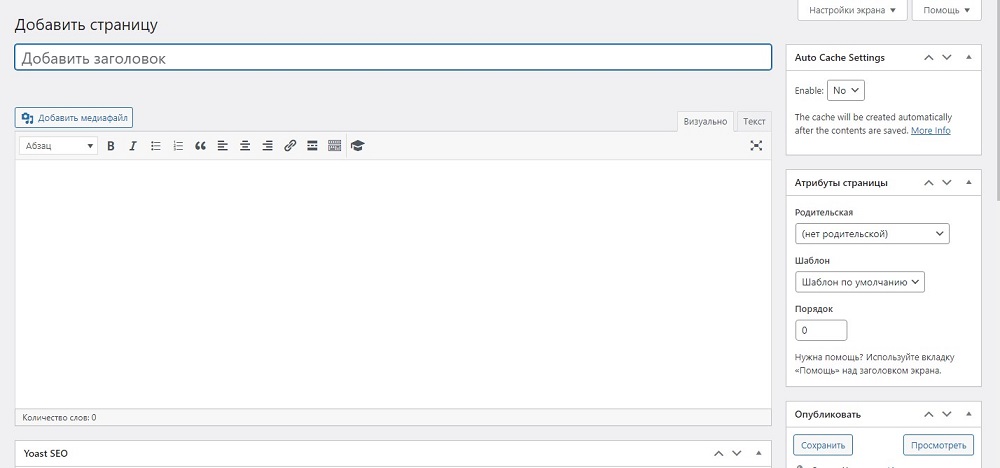 Настройки экрана
Помощь
Добавить страницу
Добавить заголовок
Добавить медиафайл
Визуально
Текст
Абзац
B I
Количество слов: 0
Yoast SEO
Auto Cache Settings
Enable: No
The cache will be created automatically
after the contents are saved. More Info
Атрибуты страницы
Родительская
(нет родительской)
Шаблон
Шаблон по умолчанию
Порядок
0
Нужна помощь? Используйте вкладку
«Помощь» над заголовком экрана.
Опубликовать
Сохранить
Просмотреть